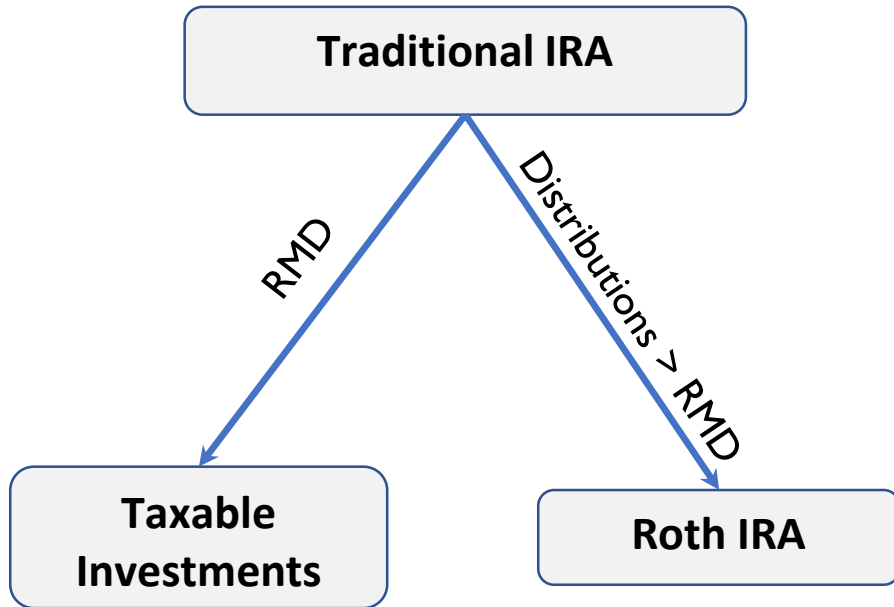 Traditional IRA
RMD
Distributions > RMD
Taxable
Investments
Roth IRA